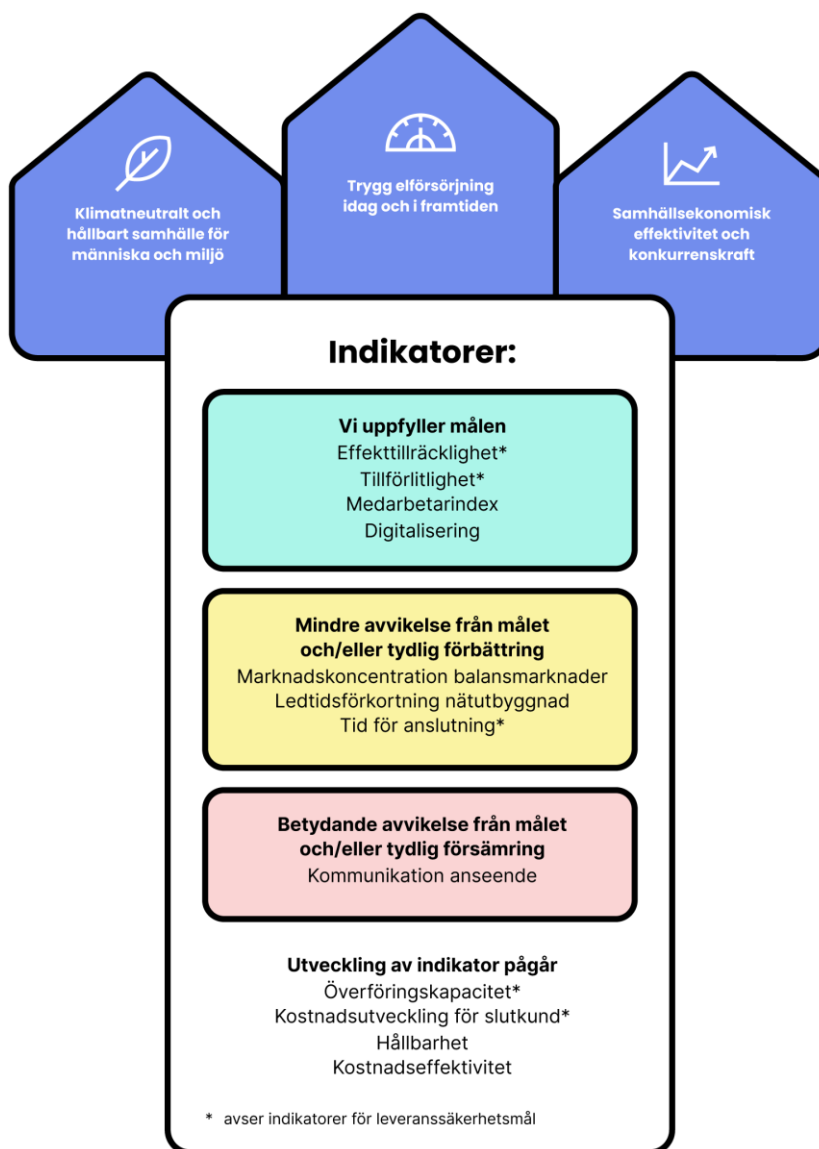 Klimatneutralt och
hållbart samhälle för
människa och miljö
Trygg elförsörjning
idag och i framtiden
Samhällsekonomisk
effektivitet och
konkurrenskraft
Indikatorer:
Vi uppfyller målen
Effekttillräcklighet*
Tillförlitlighet*
Medarbetarindex
Digitalisering
Mindre avvikelse från målet
och/eller tydlig förbättring
Marknadskoncentration balansmarknader
Ledtidsförkortning nätutbyggnad
Tid för anslutning*
Betydande avvikelse från målet
och/eller tydlig försämring
Kommunikation anseende
Utveckling av indikator pågår
Överföringskapacitet*
Kostnadsutveckling för slutkund*
Hållbarhet
Kostnadseffektivitet
* avser indikatorer för leveranssäkerhetsmål